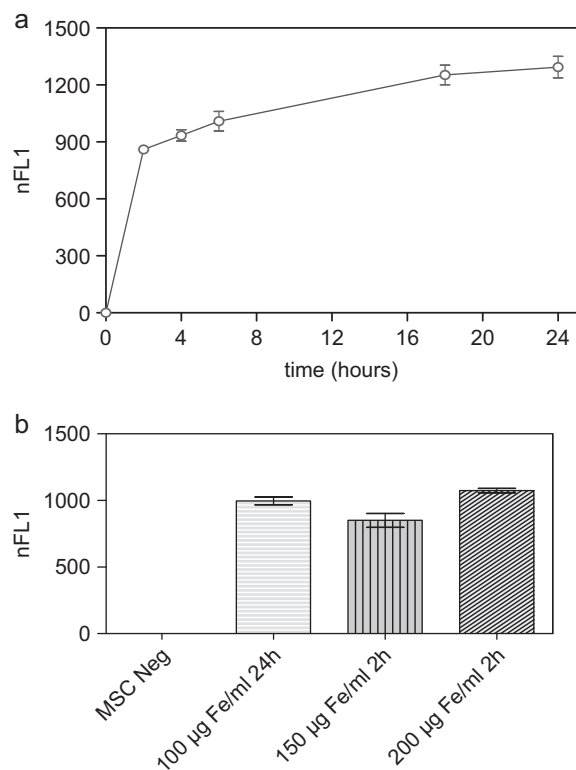 a
1500
1200
900
600
300
0
nFL1
0 4 8 12 16 20 24
time (hours)
b
1500
1000
500
0
nFL1
MSC Neg
100 µg Fe/ml 24h
150 µg Fe/ml 2h
200 µg Fe/ml 2h